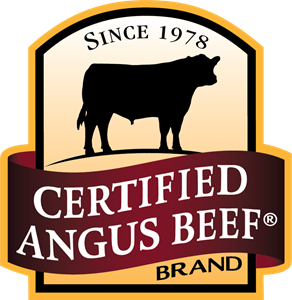 SINCE 1978
CERTIFIED
ANGUS BEEF®
BRAND